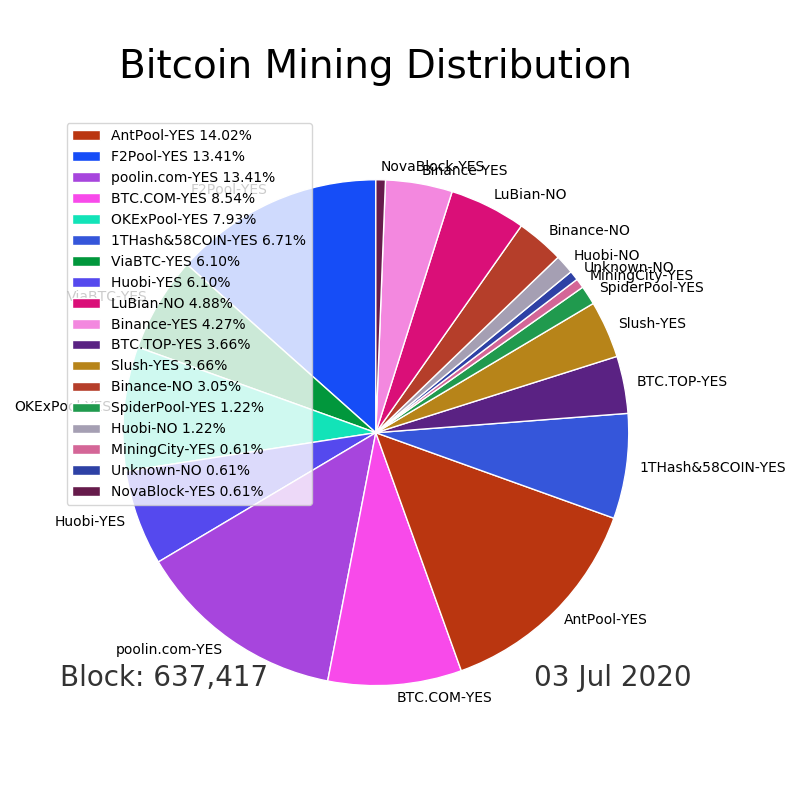 Bitcoin Mining Distribution
AntPool-YES 14.02%
F2Pool-YES 13.41%
poolin.com-YES 13.41%
BTC.COM-YES 8.54%
OKExPool-YES 7.93%
1THash&58COIN-YES 6.71%
ViaBTC-YES 6.10%
Huobi-YES 6.10%
LuBian-NO 4.88%
Binance-YES 4.27%
BTC.TOP-YES 3.66%
Slush-YES 3.66%
Binance-NO 3.05%
SpiderPool-YES 1.22%
Huobi-NO 1.22%
MiningCity-YES 0.61%
Unknown-NO 0.61%
NovaBlock-YES 0.61%
NovaBlock-YES
Binance-YES
LuBian-NO
Binance-NO
Huobi-NO
Unknown-NO
MiningCity-YES
SpiderPool-YES
Slush-YES
BTC.TOP-YES
1THash&58COIN-YES
AntPool-YES
BTC.COM-YES
poolin.com-YES
Huobi-YES
OKExPool-YES
ViaBTC-YES
F2Pool-YES
Block: 637,417
03 Jul 2020